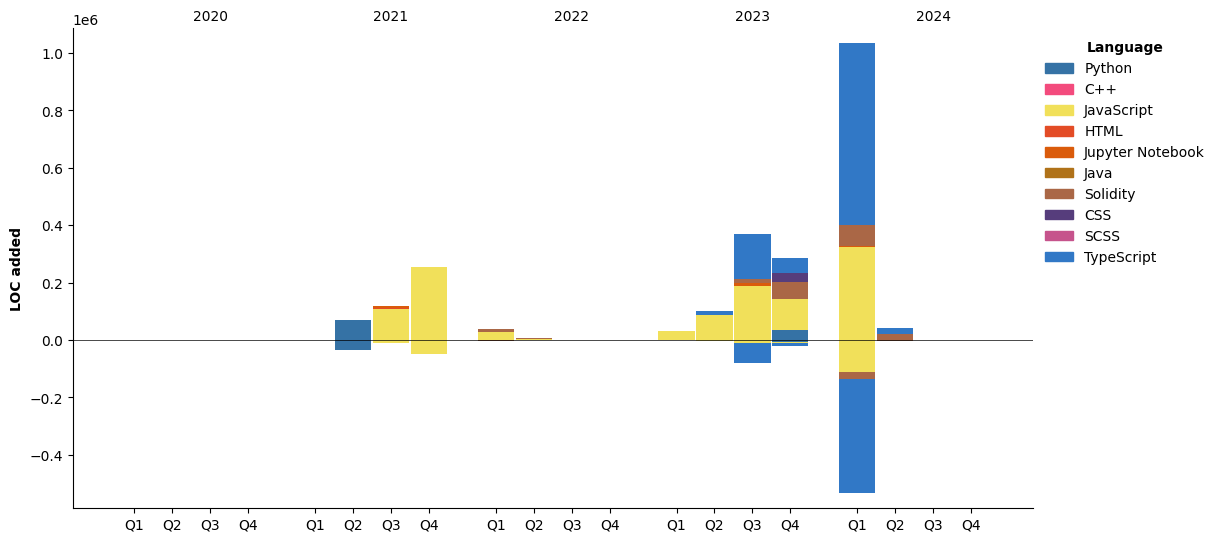 1e6
2020 2021 2022 2023 2024
Language
Python
C++
JavaScript
HTML
Jupyter Notebook
Java
Solidity
CSS
SCSS
TypeScript
LOC added
1.0
0.8
0.6
0.4
0.2
0.0
−0.2
−0.4
Q1 Q2 Q3 Q4 Q1 Q2 Q3 Q4 Q1 Q2 Q3 Q4 Q1 Q2 Q3 Q4 Q1 Q2 Q3 Q4